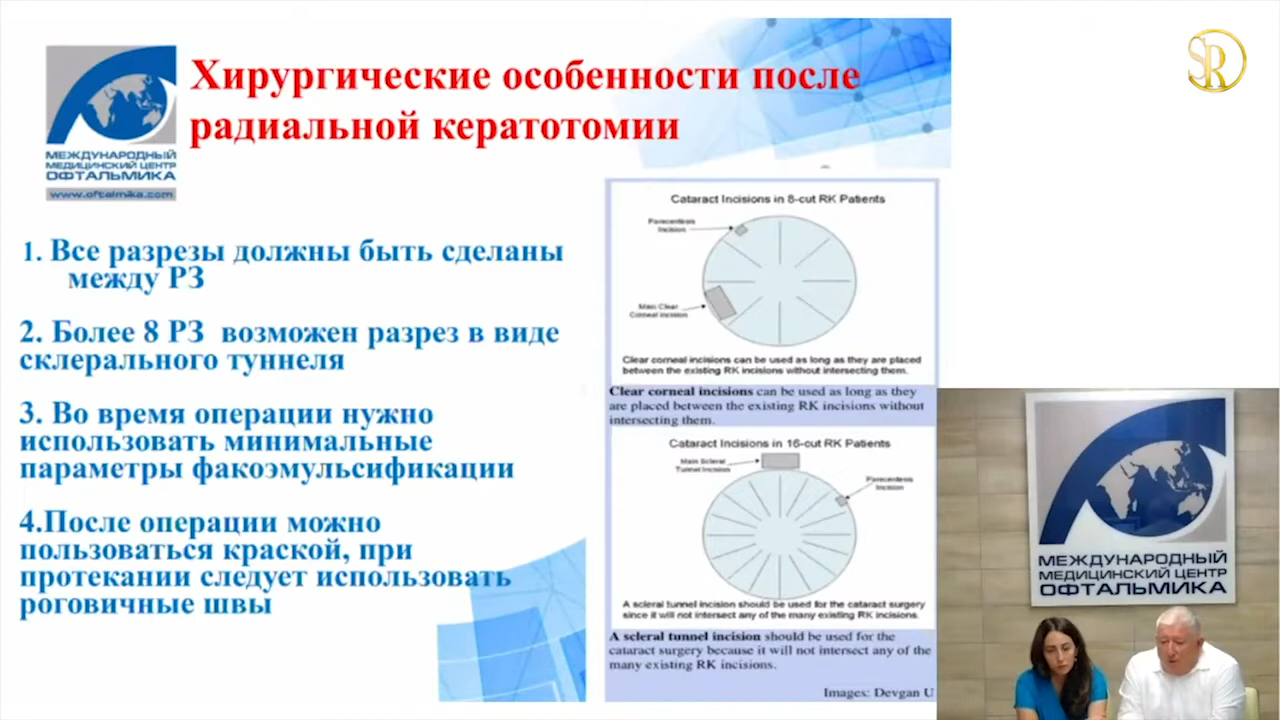 SR
Хирургические особенности после
радиальной кератотомии
МЕЖДУНАРОДНЫЙ
МЕДИЦИНСКИЙ ЦЕНТР
ОФТАЛЬМИКА
www.oftalmika.com
1. Все разрезы должны быть сделаны
между РЗ
2. Более 8 РЗ возможен разрез в виде
склерального туннеля
3. Во время операции нужно
использовать минимальные
параметры факоэмульсификации
4.После операции можно
пользоваться краской, при
протекании следует использовать
роговичные швы
Cataract Incisions in 8-cut RK Patients
Paracentesis
Incision
Main Clear
Corneal Incision
Clear corneal incisions can be used as long as they are placed
between the existing RK incisions without intersecting them.
Clear corneal incisions can be used as long as they
are placed between the existing RK incisions without
intersecting them.
Cataract Incisions in 16-cut RK Patients
Main Scleral
Tunnel Incision
Paracentesis
Incision
A scleral tunnel incision should be used for the cataract surgery
since it will not intersect any of the many existing RK incisions.
A scleral tunnel incision should be used for the
cataract surgery because it will not intersect any of the
many existing RK incisions.
Images: Devgan U
МЕЖДУНАРОДНЫЙ
МЕДИЦИНСКИЙ ЦЕНТР
ОФТАЛЬМИКА